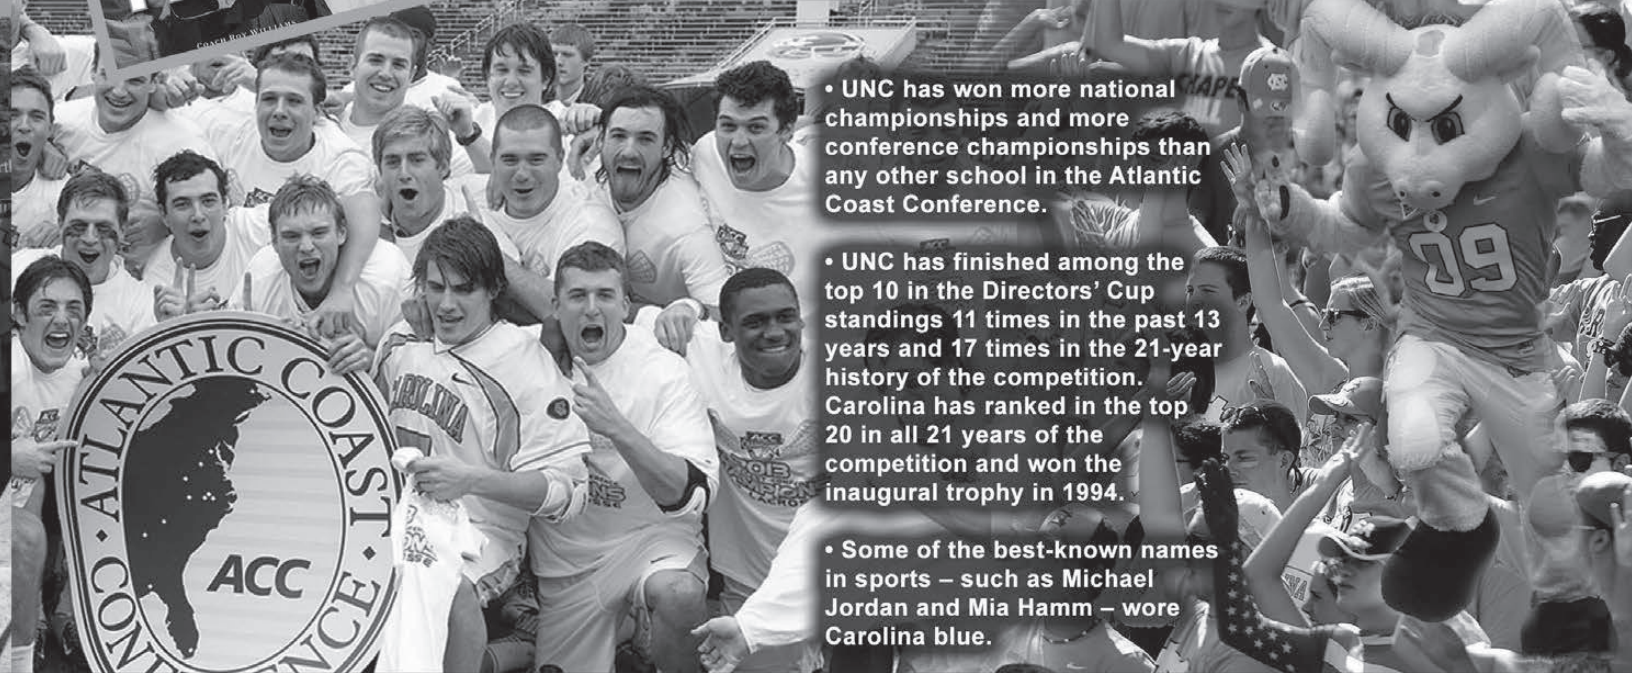 COACH ROY WILLIAMS
• UNC has won more national
championships and more
conference championships than
any other school in the Atlantic
Coast Conference.
• UNC has finished among the
top 10 in the Directors’ Cup
standings 11 times in the past 13
years and 17 times in the 21-year
history of the competition.
Carolina has ranked in the top
20 in all 21 years of the
competition and won the
inaugural trophy in 1994.
• Some of the best-known names
in sports – such as Michael
Jordan and Mia Hamm – wore
Carolina blue.
ATLANTIC COAST
ACC
CAROLINA
2013
09